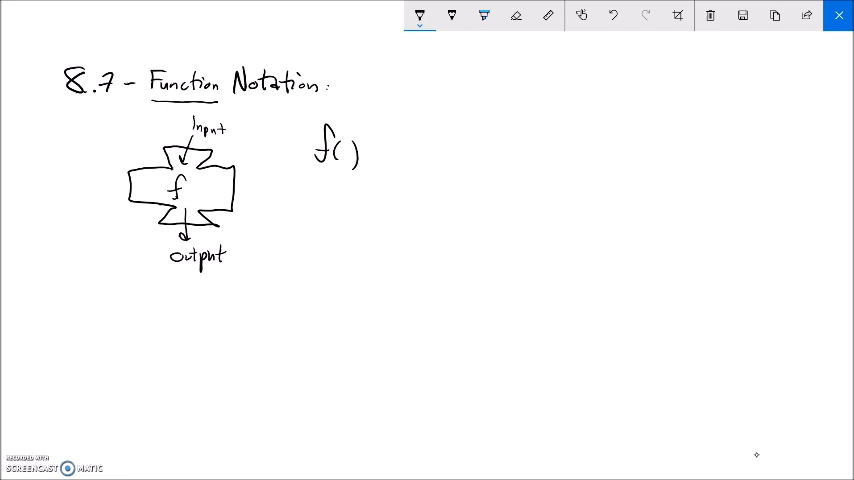 8.7 - Function Notation:
Input
f()
f
output
RECORDED WITH
SCREENCAST MATIC